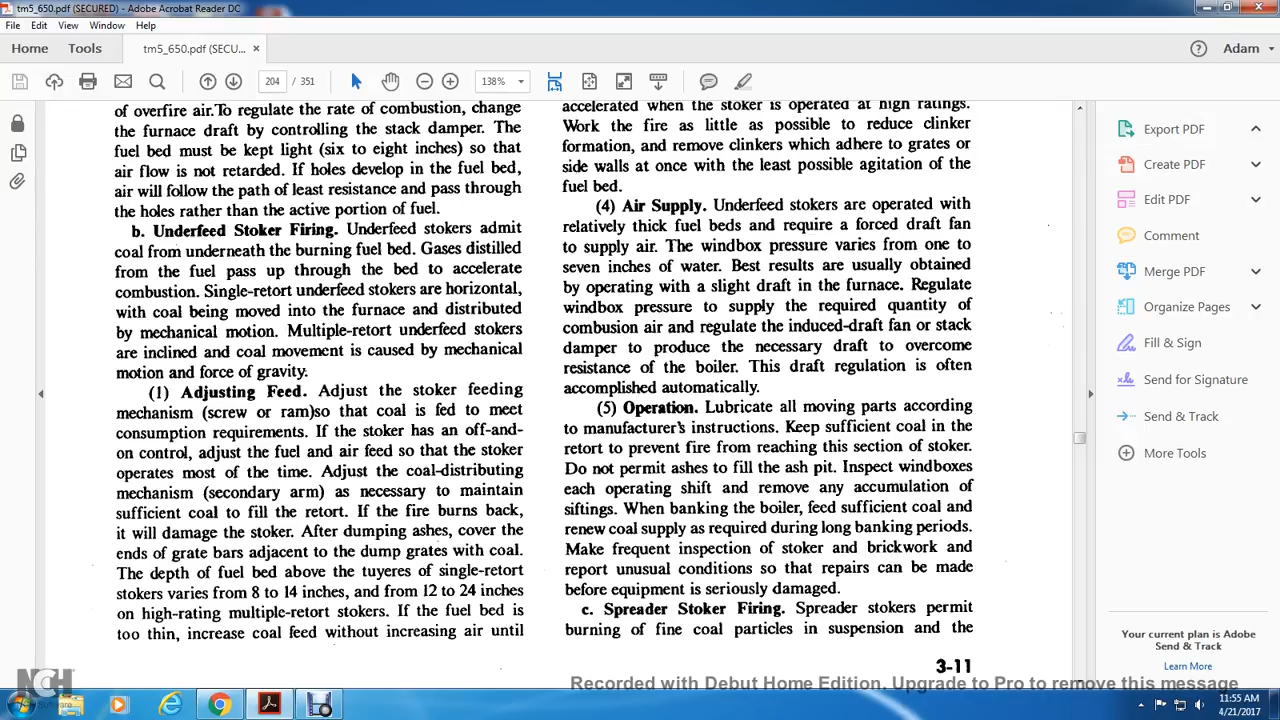 tm5_650.pdf (SECURED) - Adobe Acrobat Reader DC
File Edit View Window Help
Home Tools tm5_650.pdf (SECU... × ? Adam
204 / 351 138%
of overfire air.To regulate the rate of combustion, change
the furnace draft by controlling the stack damper. The
fuel bed must be kept light (six to eight inches) so that
air flow is not retarded. If holes develop in the fuel bed,
air will follow the path of least resistance and pass through
the holes rather than the active portion of fuel.
b. Underfeed Stoker Firing. Underfeed stokers admit
coal from underneath the burning fuel bed. Gases distilled
from the fuel pass up through the bed to accelerate
combustion. Single-retort underfeed stokers are horizontal,
with coal being moved into the furnace and distributed
by mechanical motion. Multiple-retort underfeed stokers
are inclined and coal movement is caused by mechanical
motion and force of gravity.
(1) Adjusting Feed. Adjust the stoker feeding
mechanism (screw or ram)so that coal is fed to meet
consumption requirements. If the stoker has an off-and-
on control, adjust the fuel and air feed so that the stoker
operates most of the time. Adjust the coal-distributing
mechanism (secondary arm) as necessary to maintain
sufficient coal to fill the retort. If the fire burns back,
it will damage the stoker. After dumping ashes, cover the
ends of grate bars adjacent to the dump grates with coal.
The depth of fuel bed above the tuyeres of single-retort
stokers varies from 8 to 14 inches, and from 12 to 24 inches
on high-rating multiple-retort stokers. If the fuel bed is
too thin, increase coal feed without increasing air until
accelerated when the stoker is operated at high ratings.
Work the fire as little as possible to reduce clinker
formation, and remove clinkers which adhere to grates or
side walls at once with the least possible agitation of the
fuel bed.
(4) Air Supply. Underfeed stokers are operated with
relatively thick fuel beds and require a forced draft fan
to supply air. The windbox pressure varies from one to
seven inches of water. Best results are usually obtained
by operating with a slight draft in the furnace. Regulate
windbox pressure to supply the required quantity of
combusion air and regulate the induced-draft fan or stack
damper to produce the necessary draft to overcome
resistance of the boiler. This draft regulation is often
accomplished automatically.
(5) Operation. Lubricate all moving parts according
to manufacturer's instructions. Keep sufficient coal in the
retort to prevent fire from reaching this section of stoker.
Do not permit ashes to fill the ash pit. Inspect windboxes
each operating shift and remove any accumulation of
siftings. When banking the boiler, feed sufficient coal and
renew coal supply as required during long banking periods.
Make frequent inspection of stoker and brickwork and
report unusual conditions so that repairs can be made
before equipment is seriously damaged.
c. Spreader Stoker Firing. Spreader stokers permit
burning of fine coal particles in suspension and the
3-11
Export PDF
Create PDF
Edit PDF
Comment
Merge PDF
Organize Pages
Fill & Sign
Send for Signature
Send & Track
More Tools
Your current plan is Adobe
Send & Track
Learn More
NCH
Software
Recorded with Debut Home Edition. Upgrade to Pro to remove this message
11:55 AM
4/21/2017